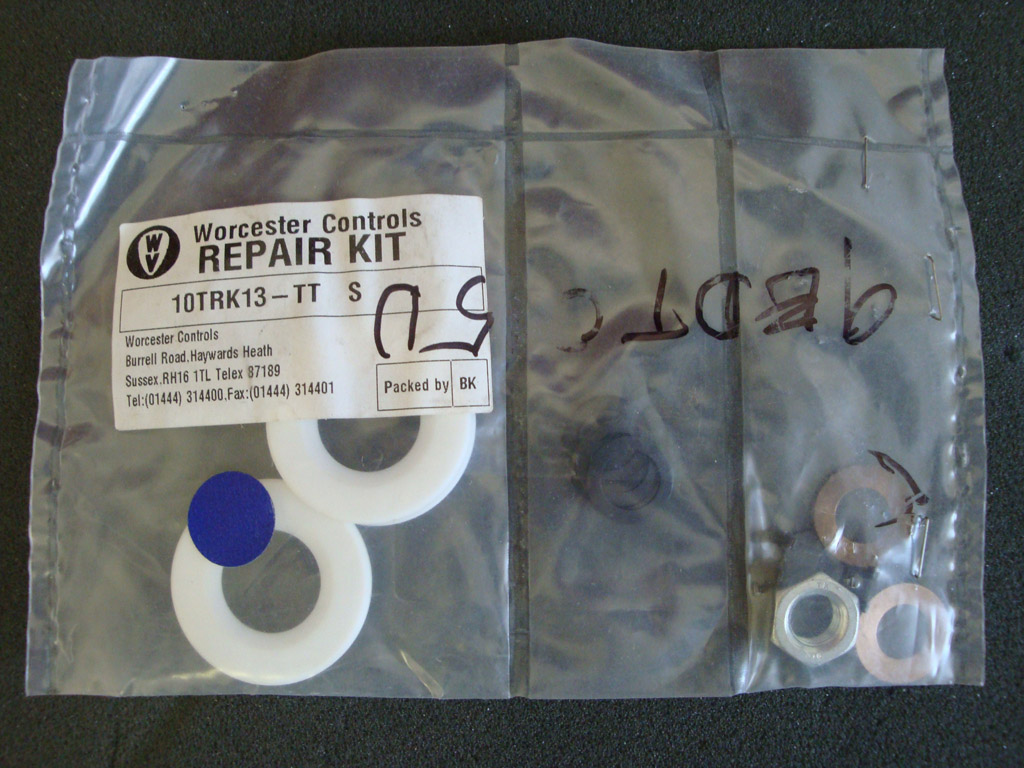 W
V
Worcester Controls
REPAIR KIT
10TRK13-TT S
Worcester Controls
Burrell Road.Haywards Heath
Sussex.RH16 1TL Telex 87189
Tel:(01444) 314400.Fax:(01444) 314401
Packed by BK